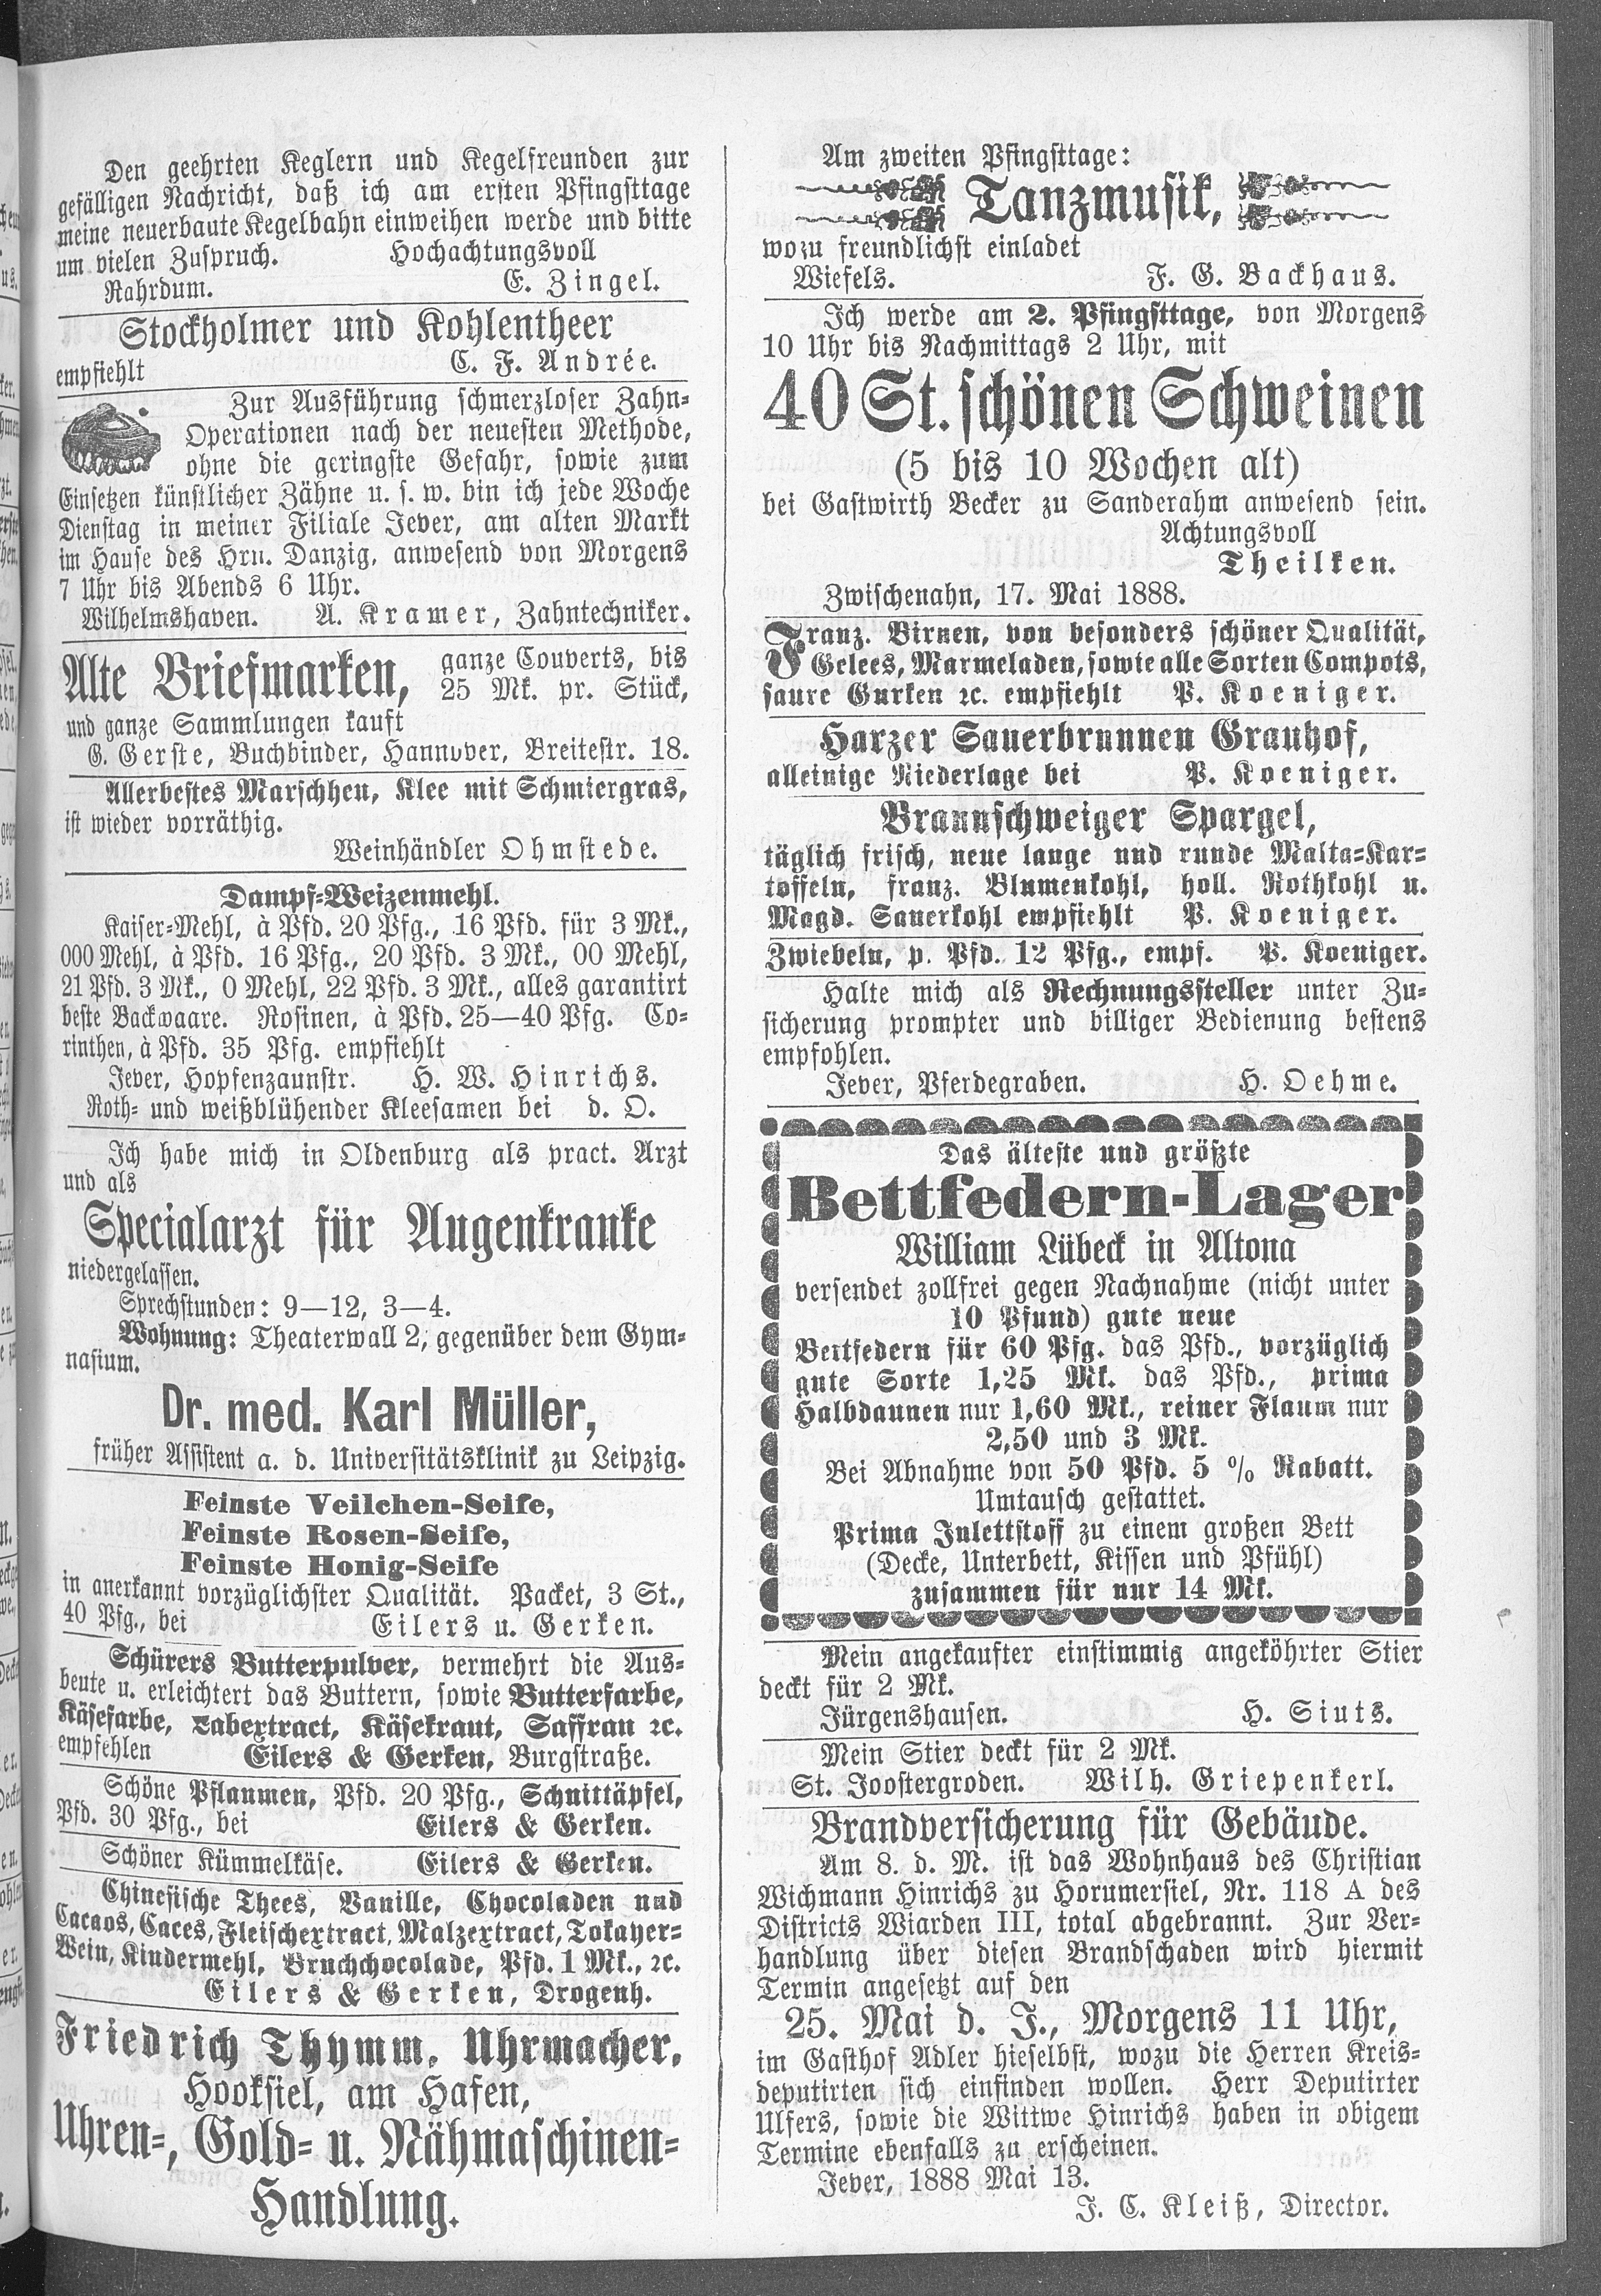 Den geehrten Keglern und Kegelfreunden zur
gefälligen Nachricht, daß ich am ersten Pfingsttage
meine neuerbaute Kegelbahn einweihen werde und bitte
um vielen Zuspruch. Hochachtungsvoll
Rahrdum. E. Zingel.
Stockholmer und Kohlentheer
empfiehlt C. F. Andrée.
Zur Ausführung schmerzloser Zahn-
Operationen nach der neuesten Methode,
ohne die geringste Gefahr, sowie zum
Einsetzen künstlicher Zähne u. s. w. bin ich jede Woche
Dienstag in meiner Filiale Jever, am alten Markt
im Hause des Hrn. Danzig, anwesend von Morgens
7 Uhr bis Abends 6 Uhr.
Wilhelmshaven. A. Kramer, Zahntechniker.
Alte Briefmarken, ganze Couverts, bis
25 Mk. pr. Stück,
und ganze Sammlungen kauft
G. Gerste, Buchbinder, Hannover, Breitestr. 18.
Allerbestes Marschheu, Klee mit Schmiergras,
ist wieder vorräthig.
Weinhändler Ohmstede.
Dampf-Weizenmehl.
Kaiser-Mehl, à Pfd. 20 Pfg., 16 Pfd. für 3 Mk.,
000 Mehl, à Pfd. 16 Pfg., 20 Pfd. 3 Mk., 00 Mehl,
21 Pfd. 3 Mk., 0 Mehl, 22 Pfd. 3 Mk., alles garantirt
beste Backwaare. Rosinen, à Pfd. 25—40 Pfg. Co-
rinthen, à Pfd. 35 Pfg. empfiehlt
Jever, Hopfenzaunstr. H. W. Hinrichs.
Roth- und weißblühender Kleesamen bei d. O.
Ich habe mich in Oldenburg als pract. Arzt
und als
Specialarzt für Augenkranke
niedergelassen.
Sprechstunden: 9—12, 3—4.
Wohnung: Theaterwall 2, gegenüber dem Gym-
nasium.
Dr. med. Karl Müller,
früher Assistent a. d. Universitätsklinik zu Leipzig.
Feinste Veilchen-Seife,
Feinste Rosen-Seife,
Feinste Honig-Seife
in anerkannt vorzüglichster Qualität. Packet, 3 St.,
40 Pfg., bei Eilers u. Gerken.
Schürers Butterpulver, vermehrt die Aus-
beute u. erleichtert das Buttern, sowie Butterfarbe,
Käsefarbe, Labextract, Käsekraut, Saffran ꝛc.
empfehlen Eilers & Gerken, Burgstraße.
Schöne Pflaumen, Pfd. 20 Pfg., Schnittäpfel,
Pfd. 30 Pfg., bei Eilers & Gerken.
Schöner Kümmelkäse. Eilers & Gerken.
Chinesische Thees, Vanille, Chocoladen und
Cacaos, Caces, Fleischextract, Malzextract, Tokayer-
Wein, Kindermehl, Bruchchocolade, Pfd. 1 Mk., ꝛc.
Eilers & Gerken, Drogenh.
Friedrich Thymm, Uhrmacher,
Hooksiel, am Hafen,
Uhren-, Gold- u. Nähmaschinen-
Handlung.
Am zweiten Pfingsttage:
Tanzmusik,
wozu freundlichst einladet
Wiefels. F. G. Backhaus.
Ich werde am 2. Pfingsttage, von Morgens
10 Uhr bis Nachmittags 2 Uhr, mit
40 St. schönen Schweinen
(5 bis 10 Wochen alt)
bei Gastwirth Becker zu Sanderahm anwesend sein.
Achtungsvoll
Theilken.
Zwischenahn, 17. Mai 1888.
Franz. Birnen, von besonders schöner Qualität,
Gelees, Marmeladen, sowie alle Sorten Compots,
saure Gurken ꝛc. empfiehlt P. Koeniger.
Harzer Sauerbrunnen Grauhof,
alleinige Niederlage bei P. Koeniger.
Braunschweiger Spargel,
täglich frisch, neue lange und runde Malta-Kar-
toffeln, franz. Blumenkohl, holl. Rothkohl u.
Magd. Sauerkohl empfiehlt P. Koeniger.
Zwiebeln, p. Pfd. 12 Pfg., empf. P. Koeniger.
Halte mich als Rechnungssteller unter Zu-
sicherung prompter und billiger Bedienung bestens
empfohlen.
Jever, Pferdegraben. H. Oehme.
Das älteste und größte
Bettfedern-Lager
William Lübeck in Altona
versendet zollfrei gegen Nachnahme (nicht unter
10 Pfund) gute neue
Bettfedern für 60 Pfg. das Pfd., vorzüglich
gute Sorte 1,25 Mk. das Pfd., prima
Halbdaunen nur 1,60 Mk., reiner Flaum nur
2,50 und 3 Mk.
Bei Abnahme von 50 Pfd. 5 % Rabatt.
Umtausch gestattet.
Prima Inlettstoff zu einem großen Bett
(Decke, Unterbett, Kissen und Pfühl)
zusammen für nur 14 Mk.
Mein angekaufter einstimmig angeköhrter Stier
deckt für 2 Mk.
Jürgenshausen. H. Siuts.
Mein Stier deckt für 2 Mk.
St. Joostergroden. Wilh. Griepenkerl.
Brandversicherung für Gebäude.
Am 8. d. M. ist das Wohnhaus des Christian
Wichmann Hinrichs zu Horumersiel, Nr. 118 A des
Districts Wiarden III, total abgebrannt. Zur Ver-
handlung über diesen Brandschaden wird hiermit
Termin angesetzt auf den
25. Mai d. J., Morgens 11 Uhr,
im Gasthof Adler hieselbst, wozu die Herren Kreis-
deputirten sich einfinden wollen. Herr Deputirter
Ulfers, sowie die Wittwe Hinrichs haben in obigem
Termine ebenfalls zu erscheinen.
Jever, 1888 Mai 13.
J. C. Kleiß, Director.